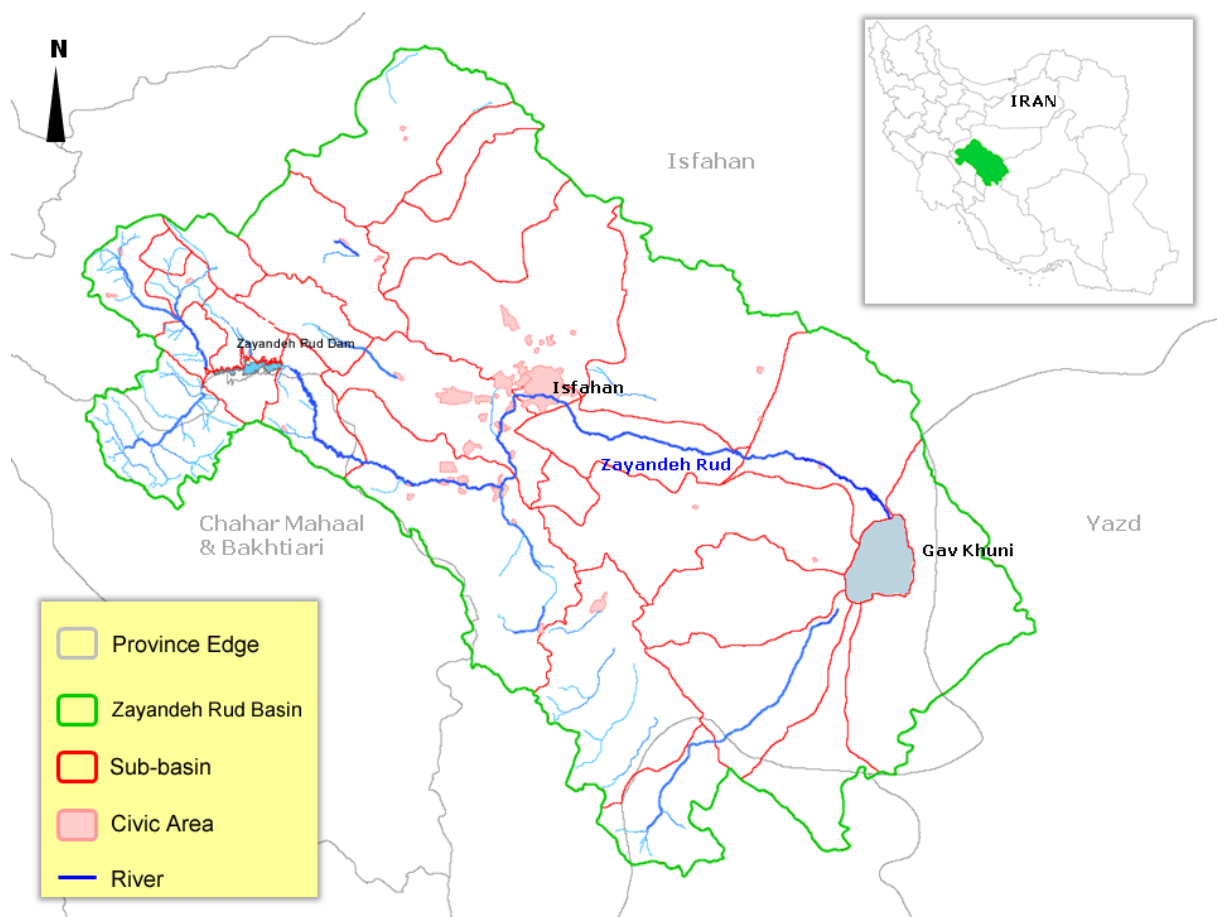 N
IRAN
Isfahan
Zayandeh Rud Dam
Isfahan
Zayandeh Rud
Chahar Mahaal
& Bakhtiari
Yazd
Gav Khuni
Province Edge
Zayandeh Rud Basin
Sub-basin
Civic Area
River